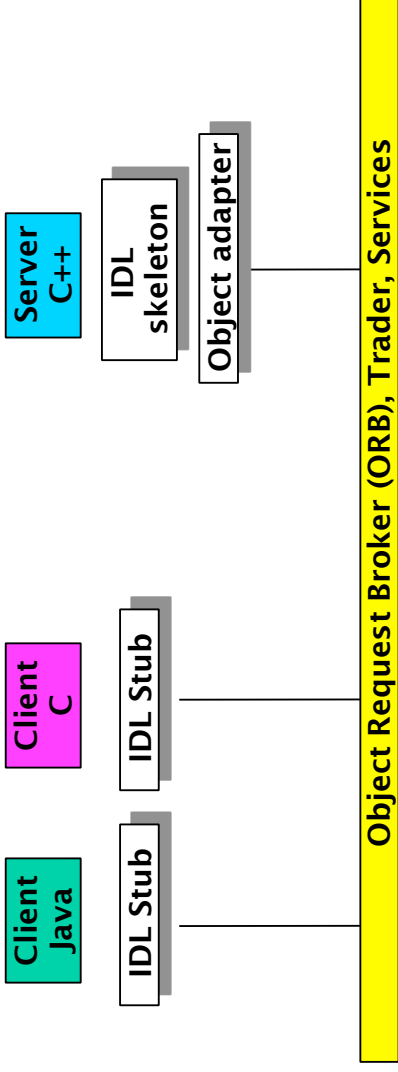 Client
Java
Client
C
Server
C++
IDL Stub
IDL Stub
IDL
skeleton
Object adapter
Object Request Broker (ORB), Trader, Services